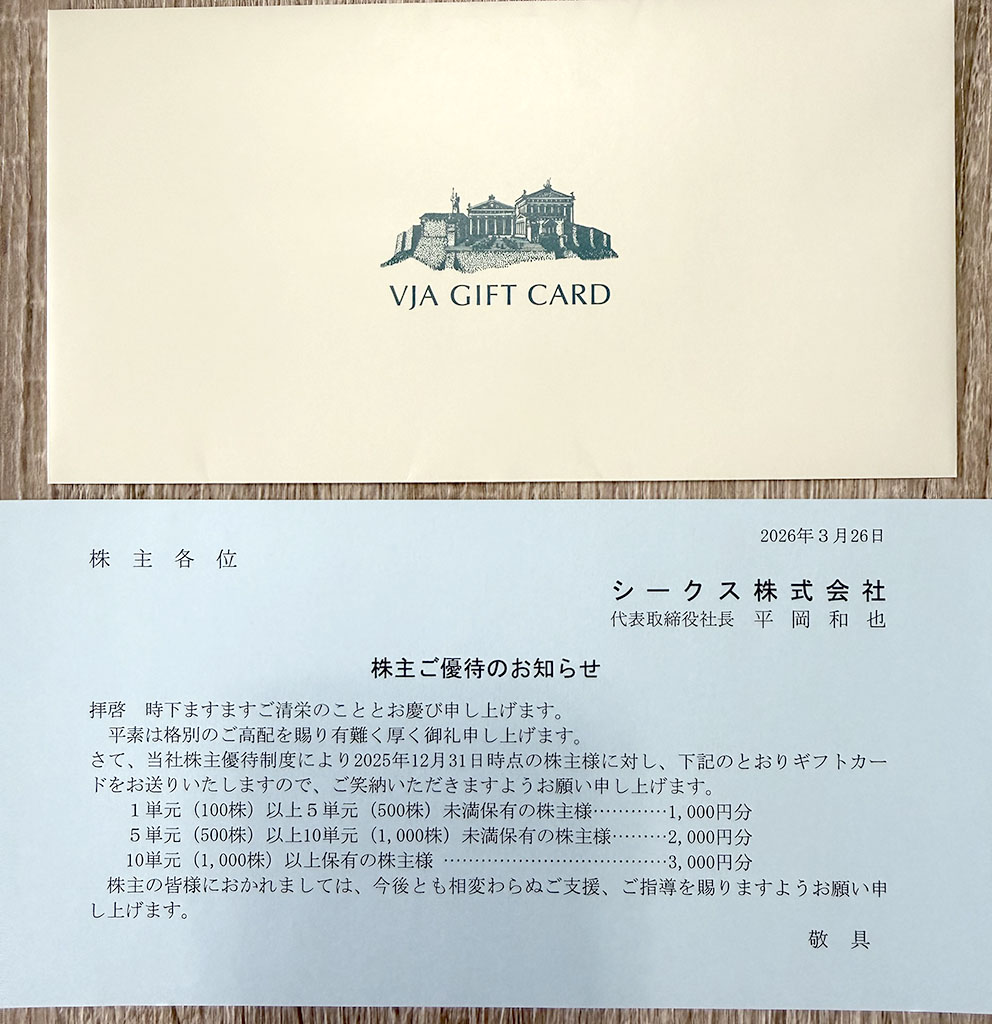 VJA GIFT CARD
2026年3月26日
株 主 各 位
シークス株式会社
代表取締役社長 平 岡 和 也
株主ご優待のお知らせ
拝啓 時下ますますご清栄のこととお慶び申し上げます。
平素は格別のご高配を賜り有難く厚く御礼申し上げます。
さて、当社株主優待制度により2025年12月31日時点の株主様に対し、下記のとおりギフトカー
ドをお送りいたしますので、ご笑納いただきますようお願い申し上げます。
1単元（100株）以上5単元（500株）未満保有の株主様…………1,000円分
5単元（500株）以上10単元（1,000株）未満保有の株主様………2,000円分
10単元（1,000株）以上保有の株主様 ………………………………3,000円分
株主の皆様におかれましては、今後とも相変わらぬご支援、ご指導を賜りますようお願い申
し上げます。
敬 具